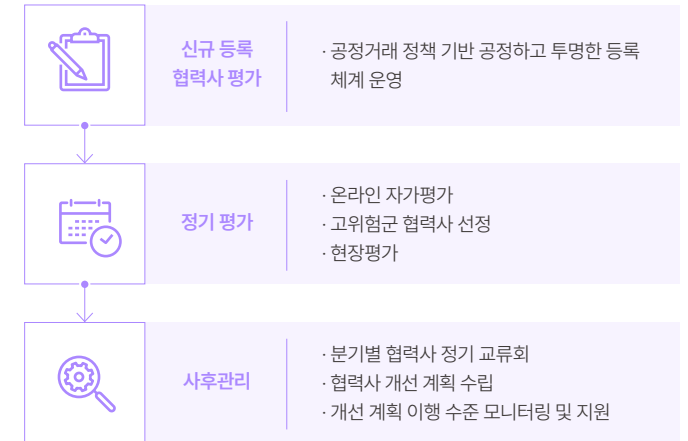 신규 등록
협력사 평가
· 공정거래 정책 기반 공정하고 투명한 등록
체계 운영
정기 평가
· 온라인 자가평가
· 고위험군 협력사 선정
· 현장평가
사후관리
· 분기별 협력사 정기 교류회
· 협력사 개선 계획 수립
· 개선 계획 이행 수준 모니터링 및 지원